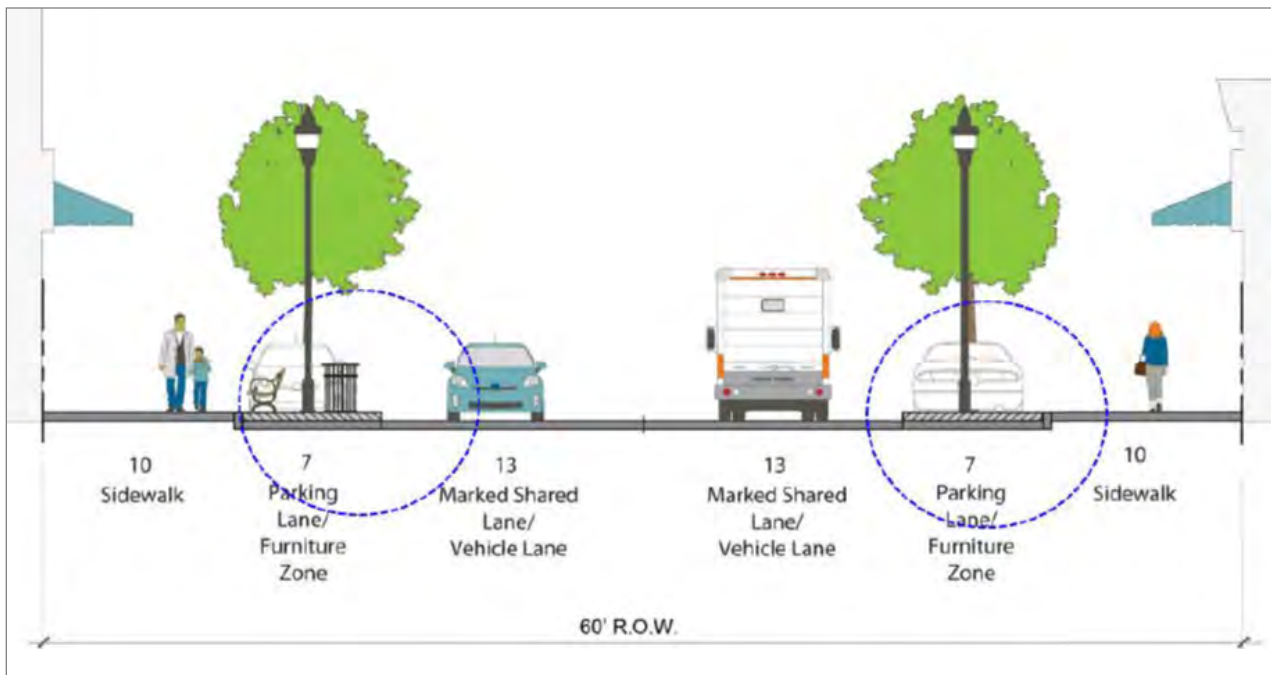 10
Sidewalk
7
Parking
Lane/
Furniture
Zone
13
Marked Shared
Lane/
Vehicle Lane
13
Marked Shared
Lane/
Vehicle Lane
7
Parking
Lane/
Furniture
Zone
10
Sidewalk
60' R.O.W.